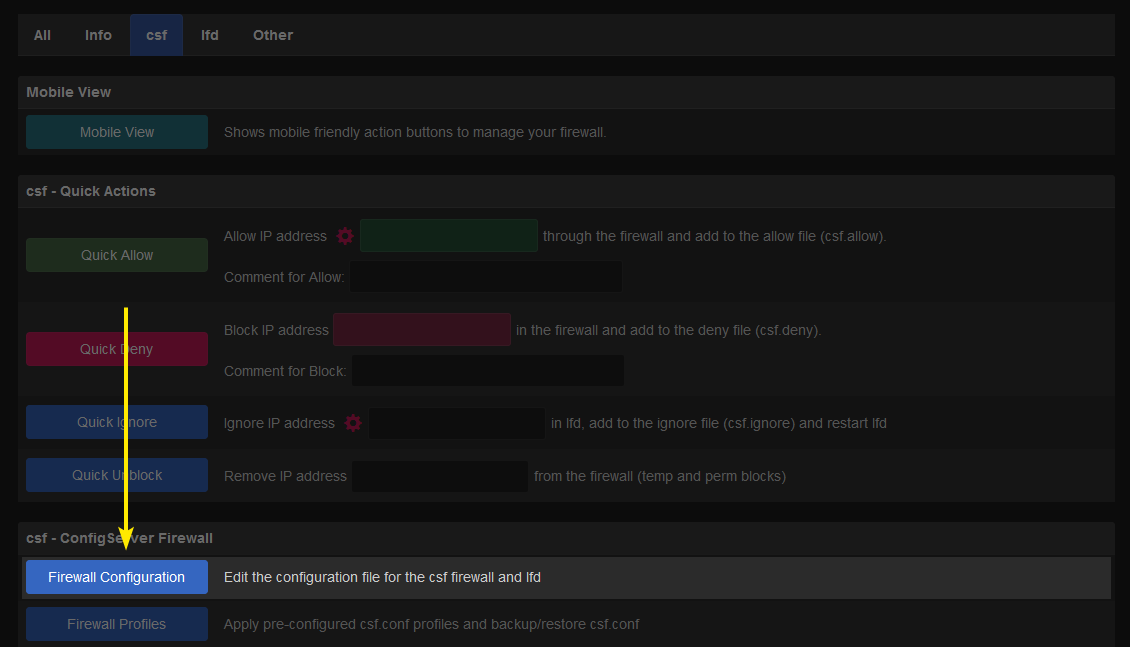 All Info csf lfd Other
Mobile View
Mobile View Shows mobile friendly action buttons to manage your firewall.
csf - Quick Actions
Allow IP address through the firewall and add to the allow file (csf.allow).
Quick Allow
Comment for Allow:
Block IP address in the firewall and add to the deny file (csf.deny).
Quick Deny
Comment for Block:
Quick Ignore Ignore IP address in lfd, add to the ignore file (csf.ignore) and restart lfd
Quick Unblock Remove IP address from the firewall (temp and perm blocks)
csf - ConfigServer Firewall
Firewall Configuration Edit the configuration file for the csf firewall and lfd
Firewall Profiles Apply pre-configured csf.conf profiles and backup/restore csf.conf